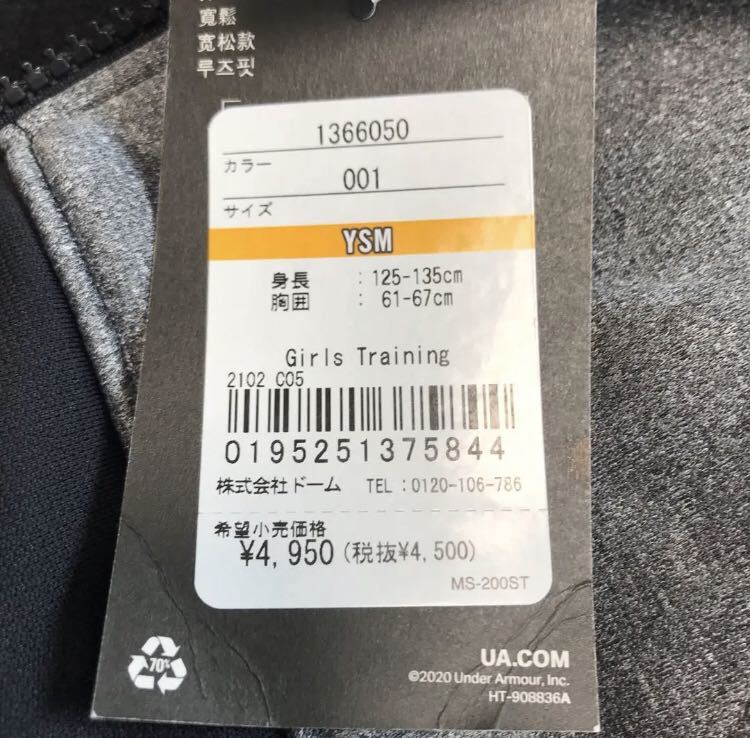 寬鬆
宽松款
루즈핏
1366050
カラー
001
サイズ
YSM
身長 : 125-135cm
胸囲 : 61-67cm
Girls Training
2102 C05
0195251375844
株式会社ドーム TEL:0120-106-786
希望小売価格
¥4,950(税抜¥4,500)
MS-200ST
70%
UA.COM
©2020 Under Armour, Inc.
HT-908836A